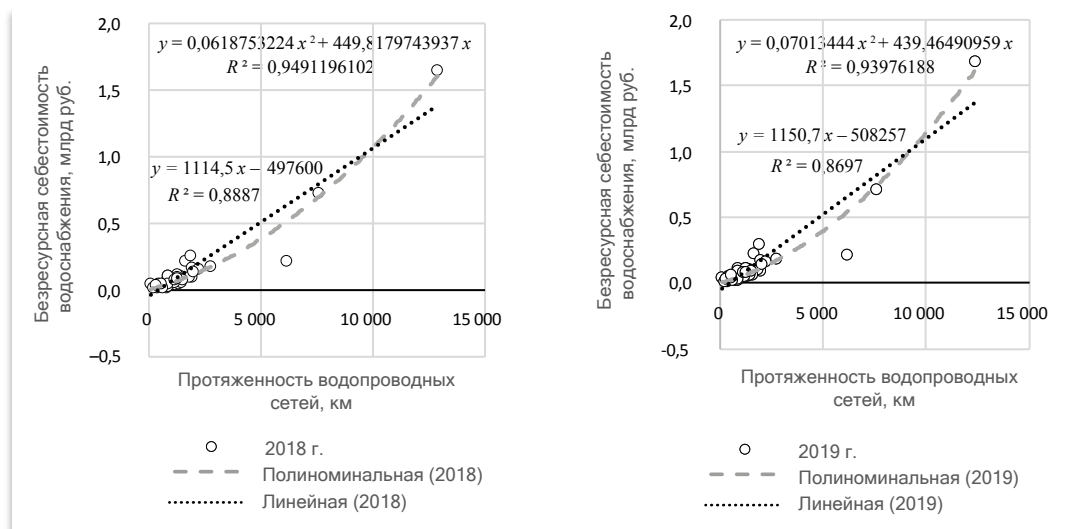 2,0
y = 0,0618753224 x² + 449,8179743937 x
R² = 0,9491196102
1,5
1,0
y = 1114,5 x – 497600
R² = 0,8887
0,5
0,0
–0,5
0
5 000
10 000
15 000
Безресурсная себестоимость
водоснабжения, млрд руб.
Протяженность водопроводных
сетей, км
2018 г.
Полиноминальная (2018)
Линейная (2018)
2,0
y = 0,07013444 x² + 439,46490959 x
R² = 0,93976188
1,5
y = 1150,7 x – 508257
1,0
R² = 0,8697
0,5
0,0
-0,5
0
5 000
10 000
15 000
Безресурсная себестоимость
водоснабжения, млрд руб.
Протяженность водопроводных
сетей, км
2019 г.
Полиноминальная (2019)
Линейная (2019)